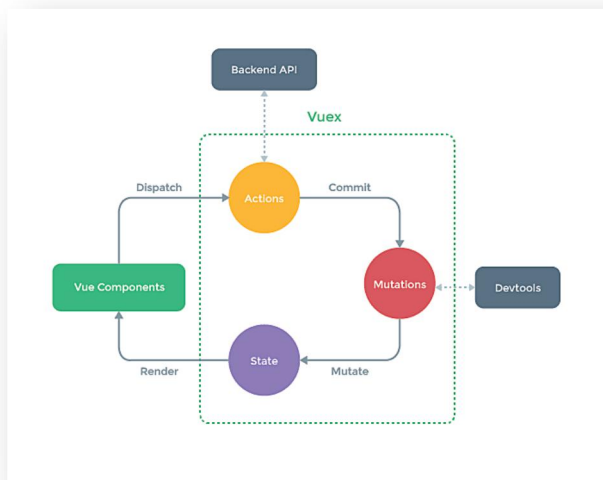 Backend API
Vuex
Dispatch
Actions
Commit
Vue Components
Mutations
Devtools
State
Render
Mutate